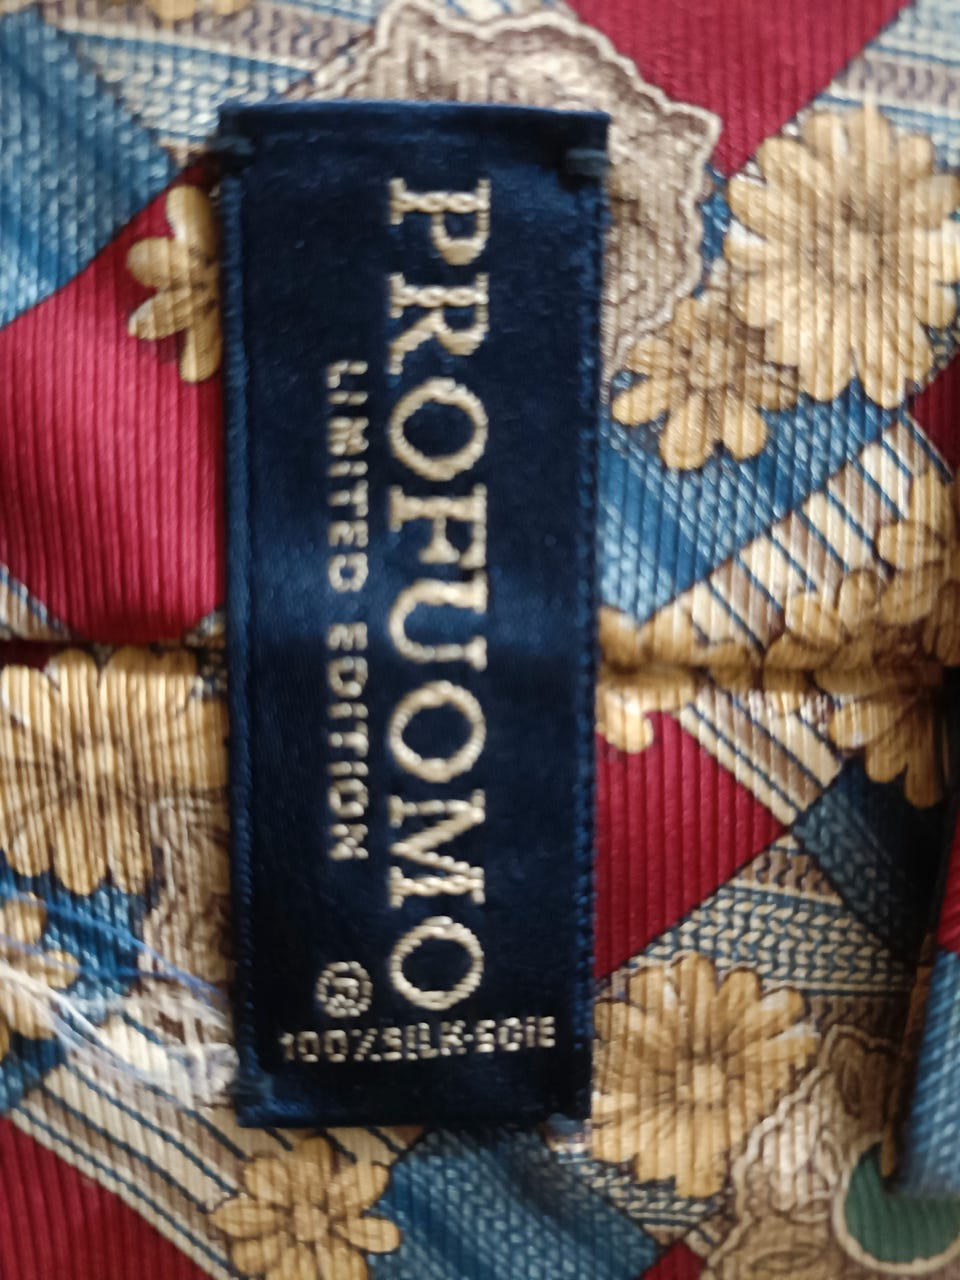 PROFUOMO
LIMITED EDITION
®
100%SILK-SOIE